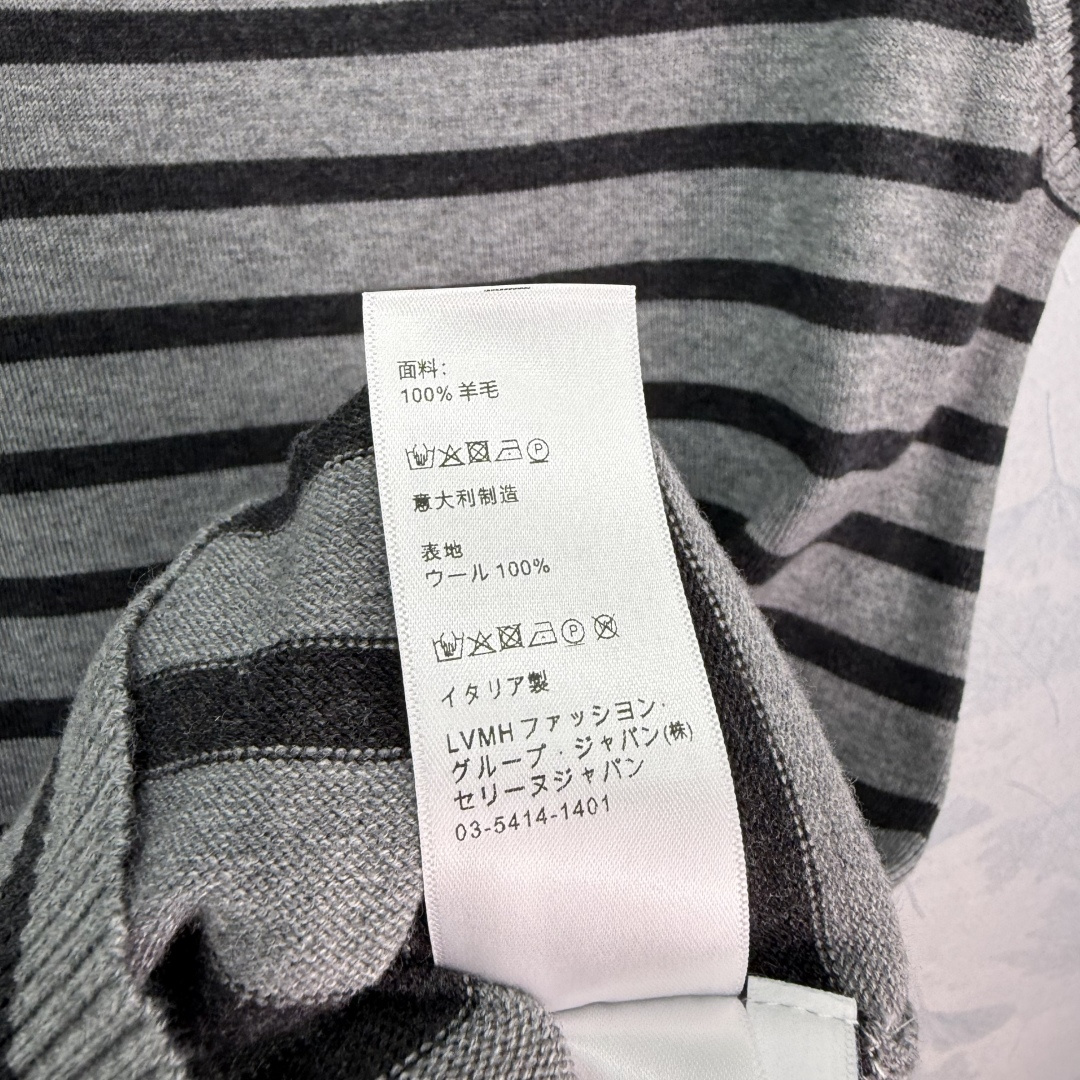 面料:
100% 羊毛
P
意大利制造
表地
ウール 100%
P
イタリア製
LVMHファッション・
グループ・ジャパン(株)
セリーヌジャパン
03-5414-1401